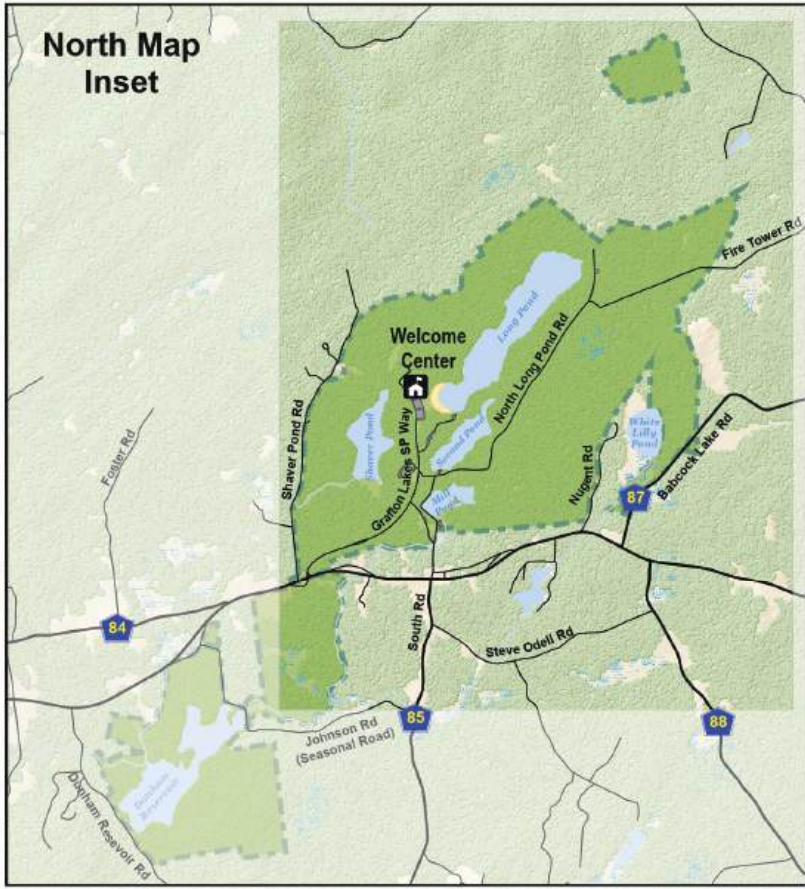 North Map
Inset
Fire Tower Rd
Long Pond
Welcome
Center
North Long Pond Rd
Shaver Pond Rd
Foster Rd
Shaver Pond
Grafton Lakes SP Way
Second Pond
White
Lilly
Pond
Babcock Lake Rd
Nugent Rd
87
Mill
Pond
84
South Rd
Steve Odell Rd
85
88
Johnson Rd
(Seasonal Road)
Dunham
Reservoir
Dunham Resevoir Rd